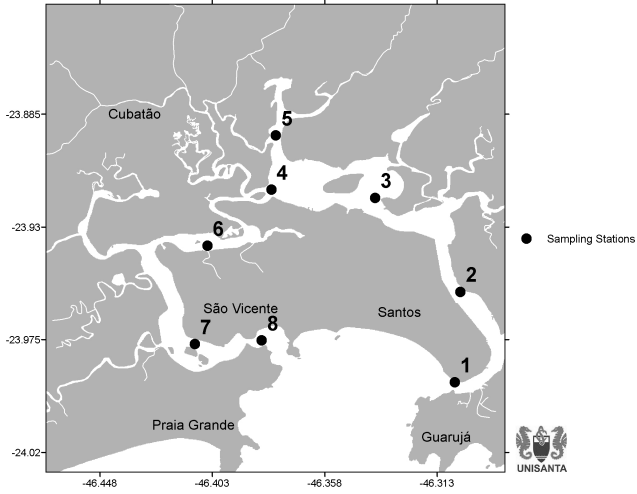 5
-23.885
Cubatão
4
3
-23.93
6
Sampling Stations
2
São Vicente
Santos
7
8
-23.975
1
Praia Grande
Guarujá
-24.02
UNISANTA
-46.448
-46.403
-46.358
-46.313